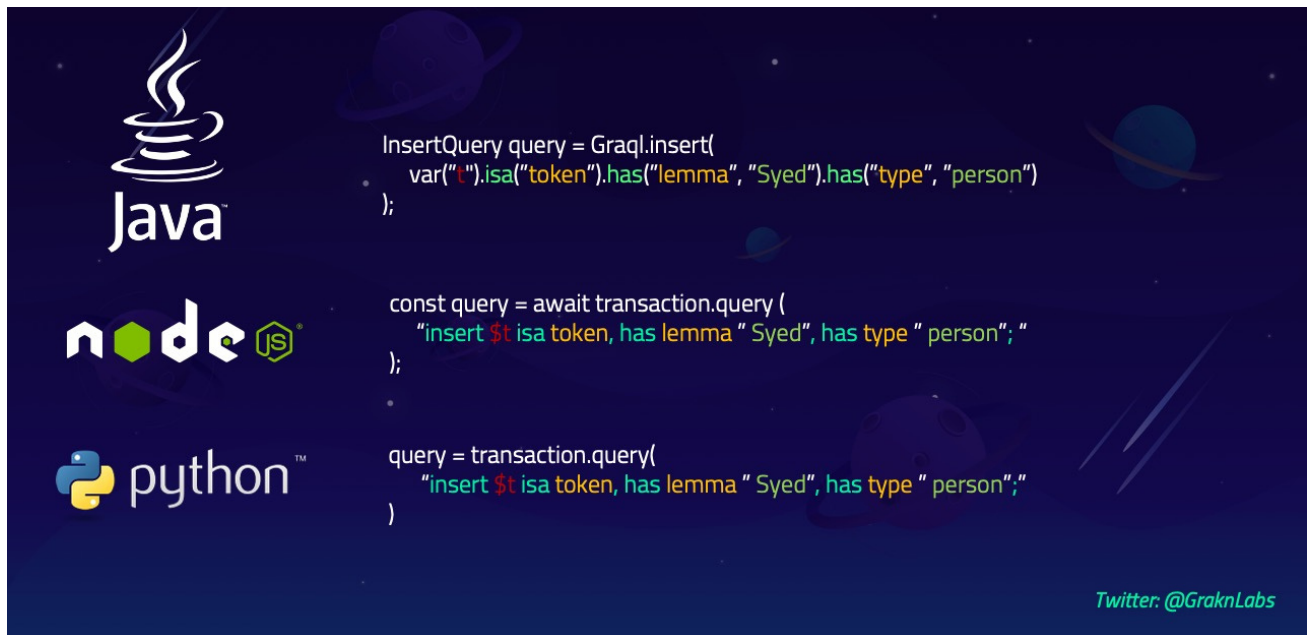 Java™
InsertQuery query = Graql.insert(
var("t").isa("token").has("lemma", "Syed").has("type", "person")
);
node JS®
const query = await transaction.query (
“insert $t isa token, has lemma ” Syed”, has type ” person”; “
);
python™
query = transaction.query(
“insert $t isa token, has lemma ” Syed”, has type ” person”;“
)
Twitter: @GraknLabs